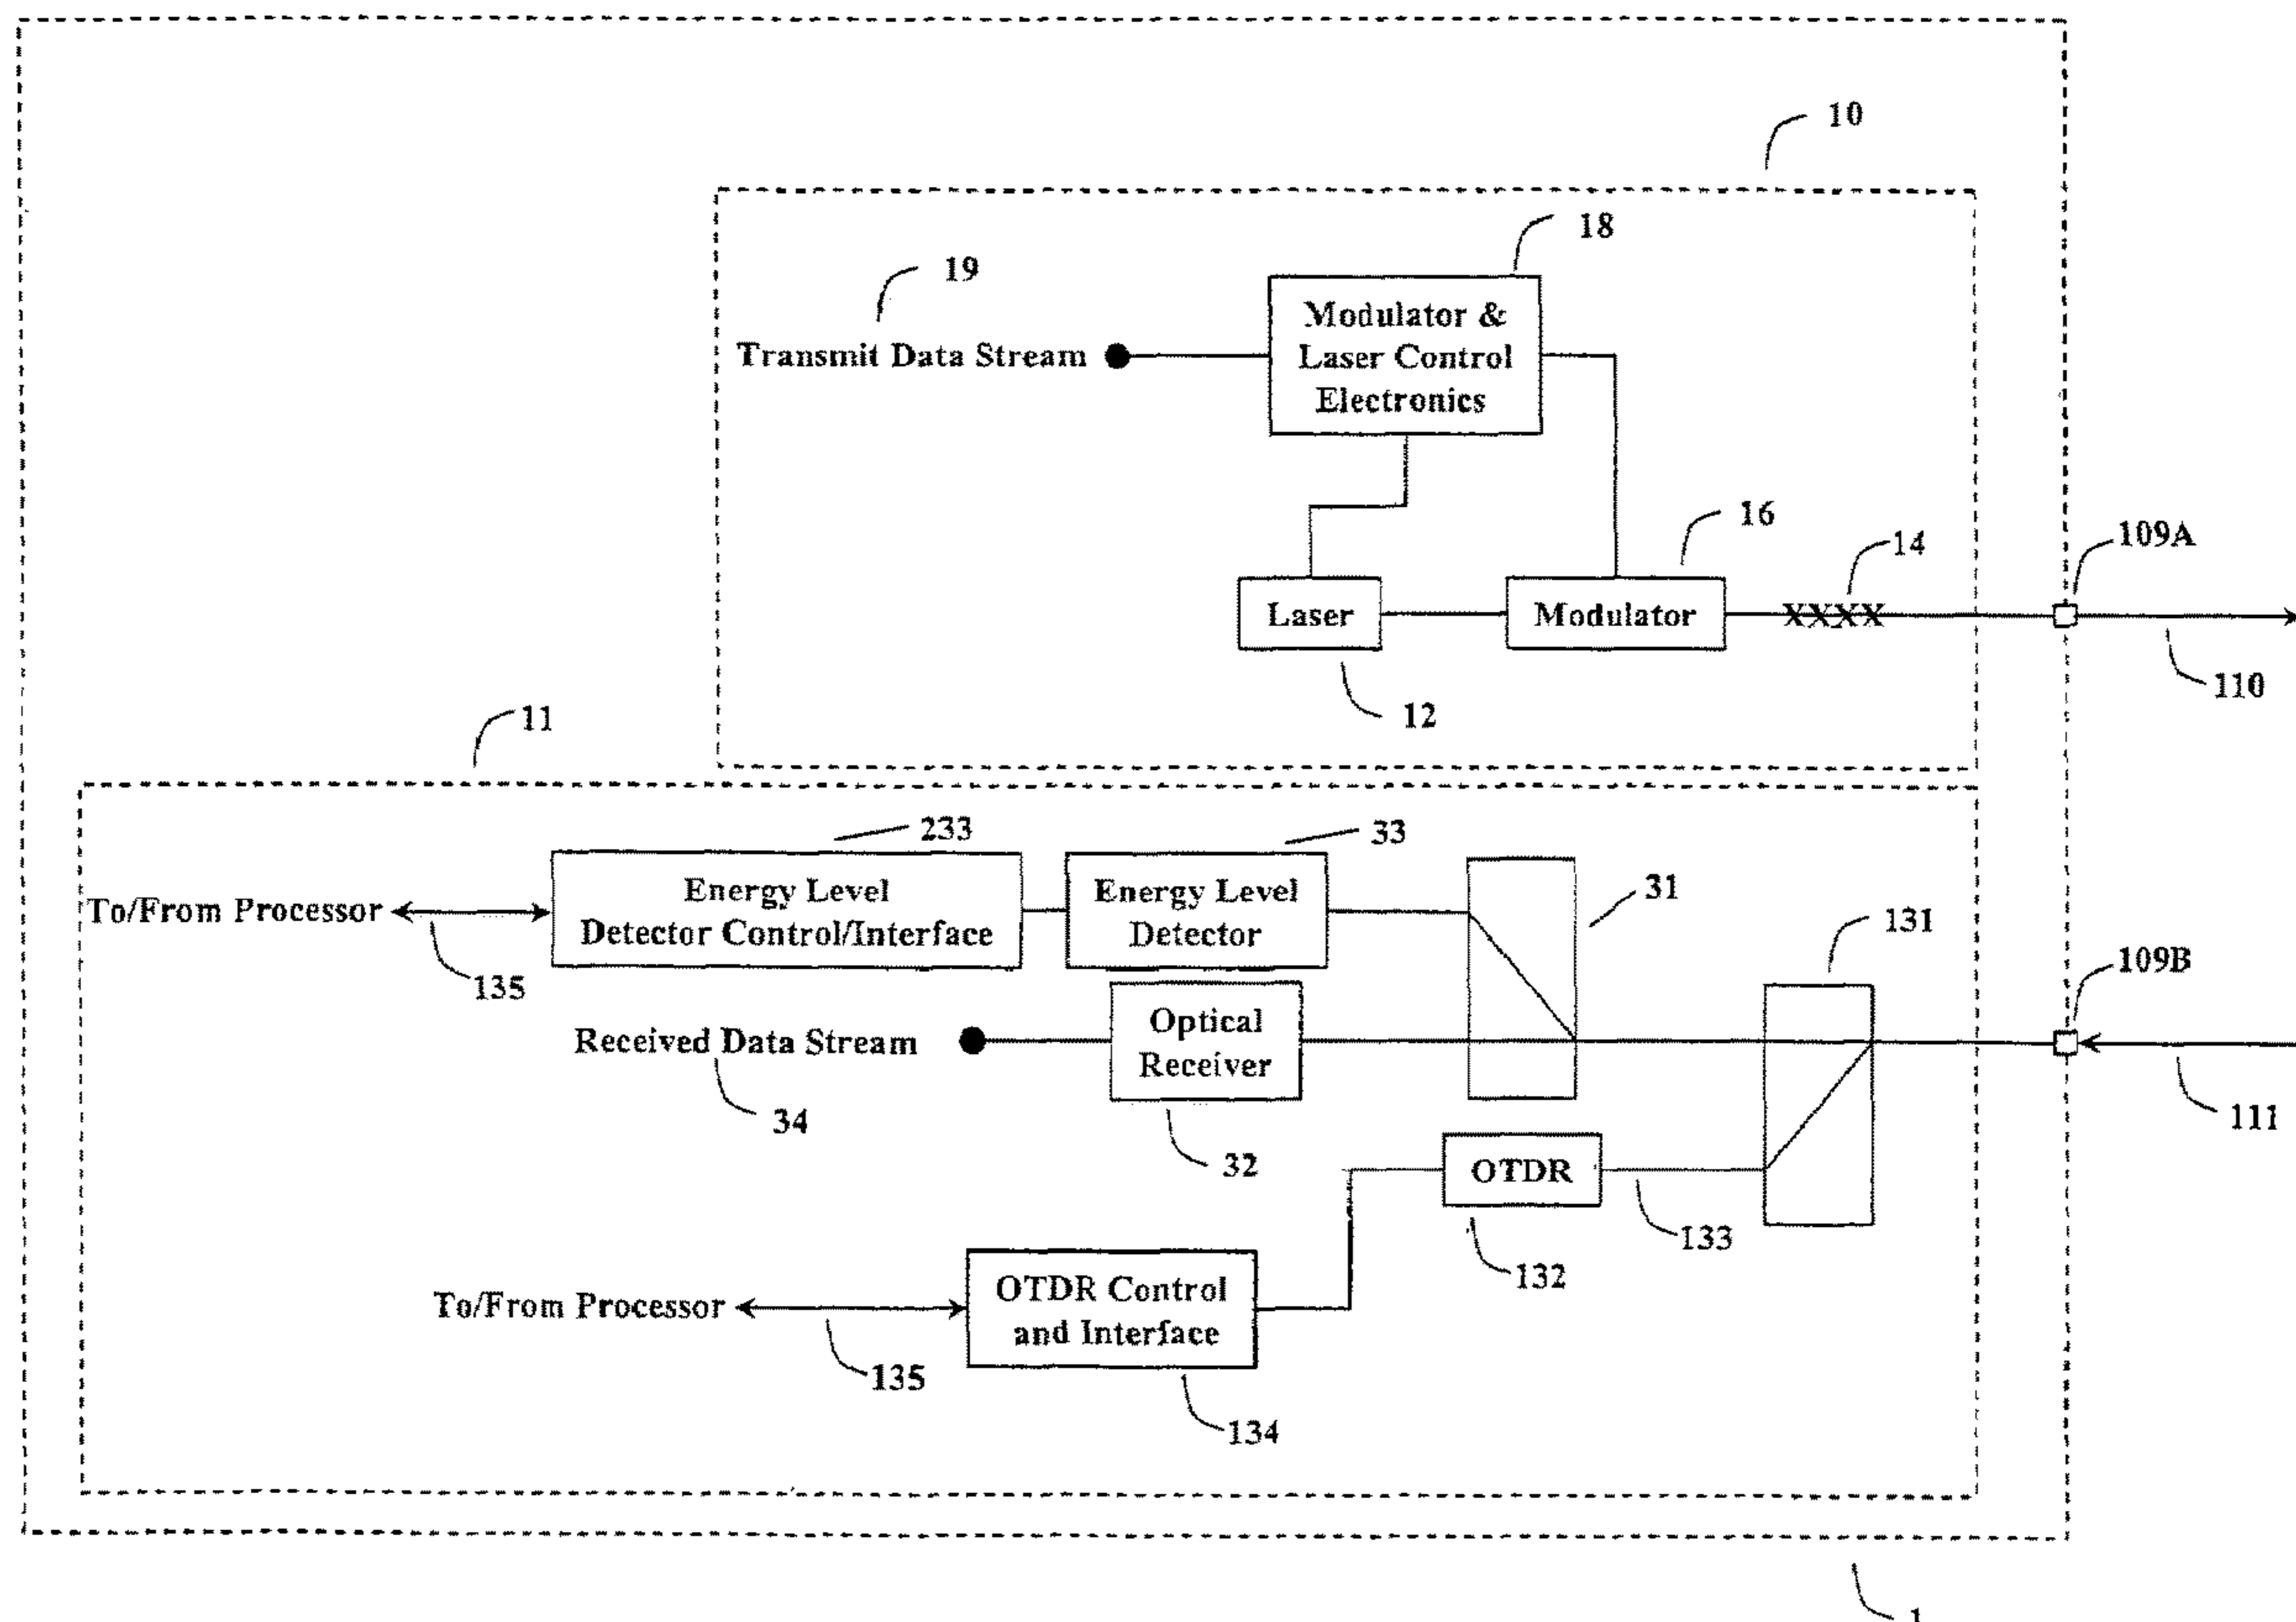 10
18
19
Modulator &
Laser Control
Electronics
Transmit Data Stream
16
14
109A
Laser
Modulator
XXXX
110
12
11
233
33
31
131
To/From Processor
Energy Level
Detector Control/Interface
Energy Level
Detector
135
109B
Received Data Stream
Optical
Receiver
34
32
111
OTDR
133
132
To/From Processor
OTDR Control
and Interface
135
134
1